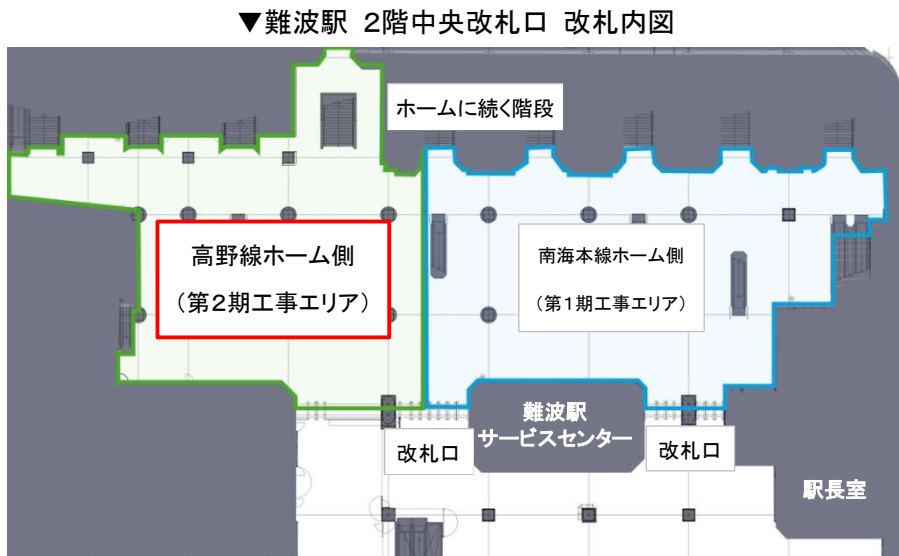 ▼難波駅 2階中央改札口 改札内図
ホームに続く階段
高野線ホーム側
（第２期工事エリア）
南海本線ホーム側
（第１期工事エリア）
難波駅
サービスセンター
改札口
改札口
駅長室